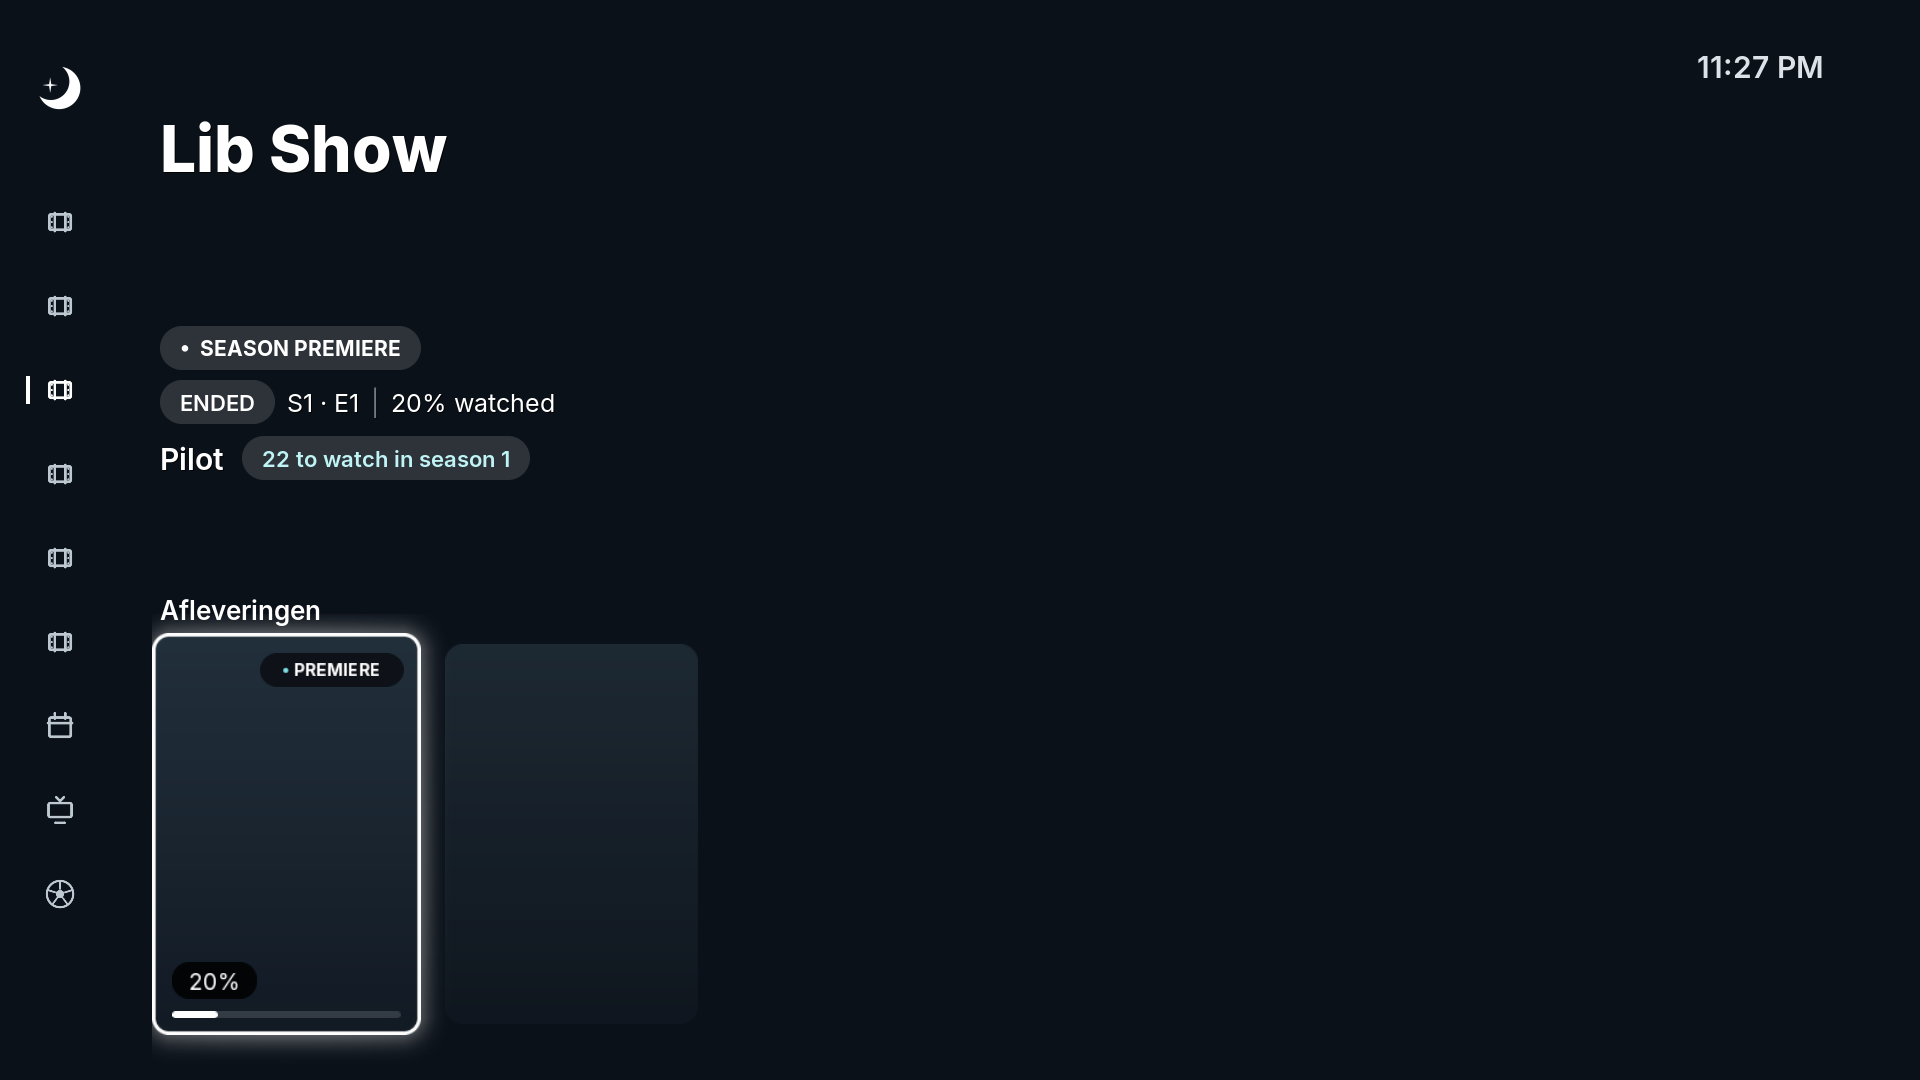 11:27 PM
Lib Show
• SEASON PREMIERE
ENDED S1 · E1 | 20% watched
Pilot 22 to watch in season 1
Afleveringen
• PREMIERE
20%